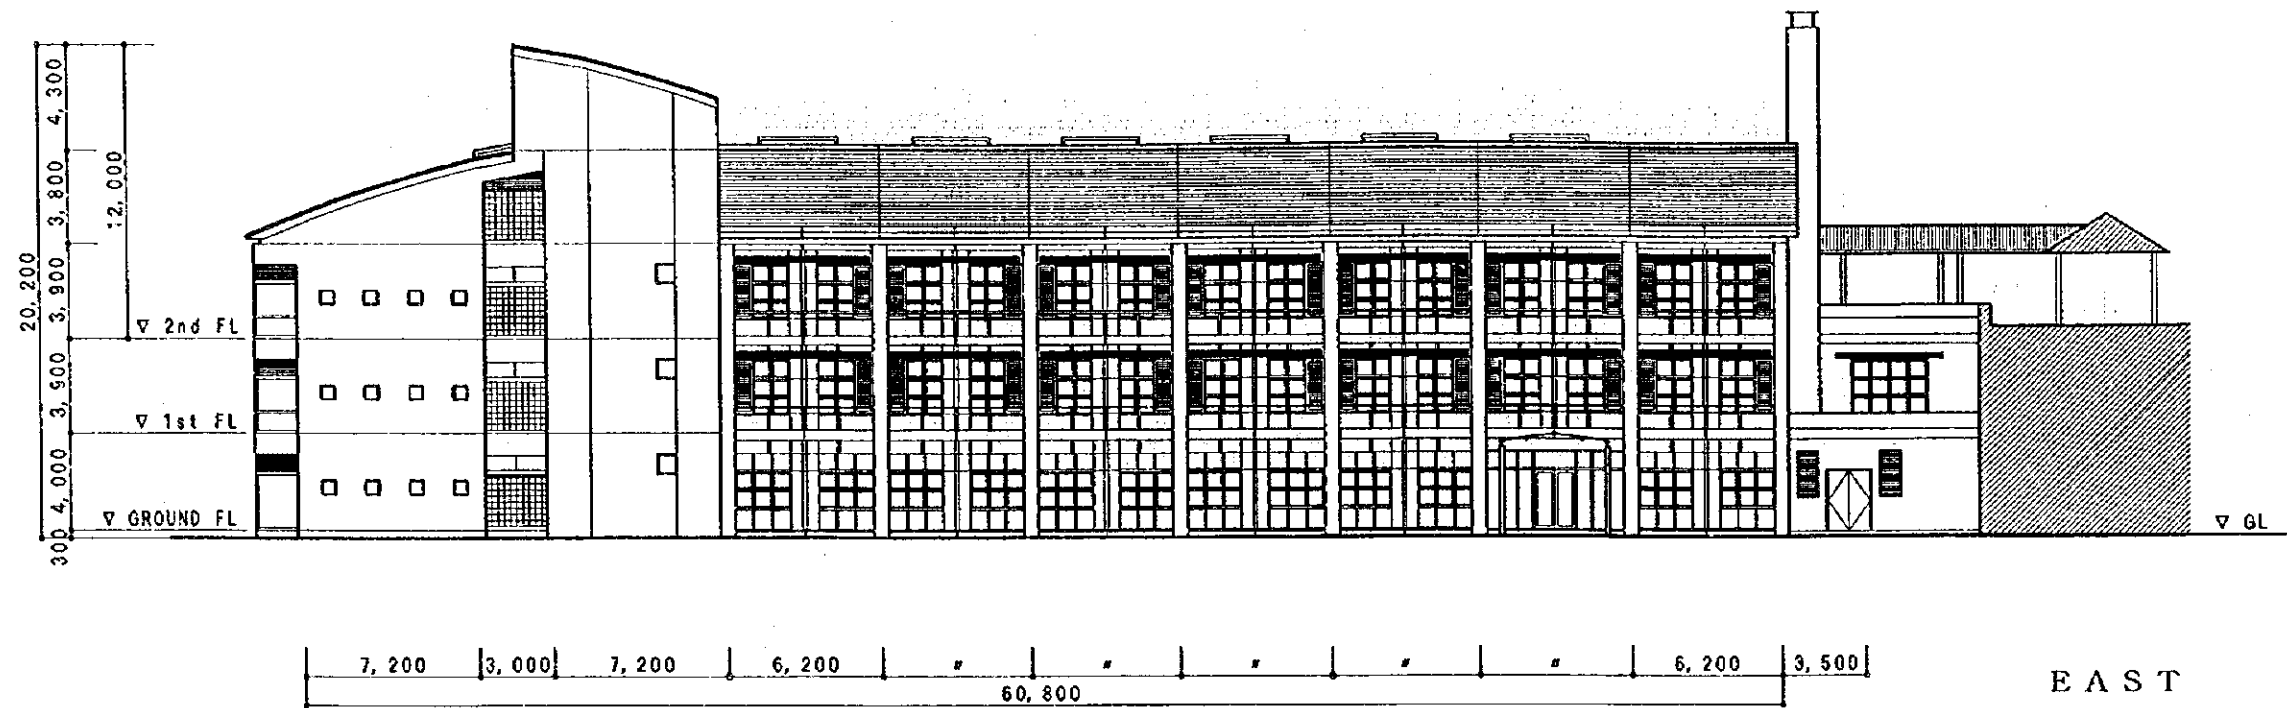 4,300
3,800
12,000
20,200
3,900
▽ 2nd FL
3,900
▽ 1st FL
4,000
▽ GROUND FL
300
▽ GL
7,200 3,000 7,200 6,200 〃 〃 〃 〃 〃 6,200 3,500
60,800
EAST